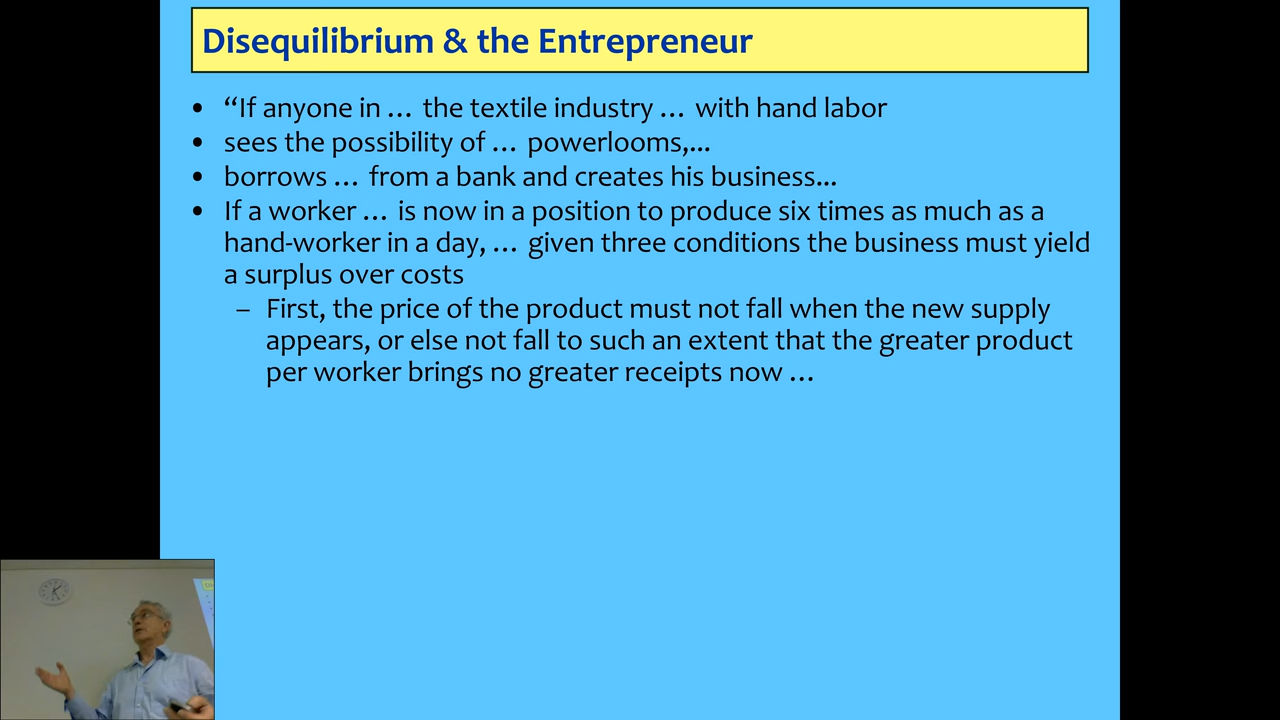 Disequilibrium & the Entrepreneur
• “If anyone in … the textile industry … with hand labor
• sees the possibility of … powerlooms,...
• borrows … from a bank and creates his business...
• If a worker … is now in a position to produce six times as much as a
hand-worker in a day, … given three conditions the business must yield
a surplus over costs
– First, the price of the product must not fall when the new supply
appears, or else not fall to such an extent that the greater product
per worker brings no greater receipts now …